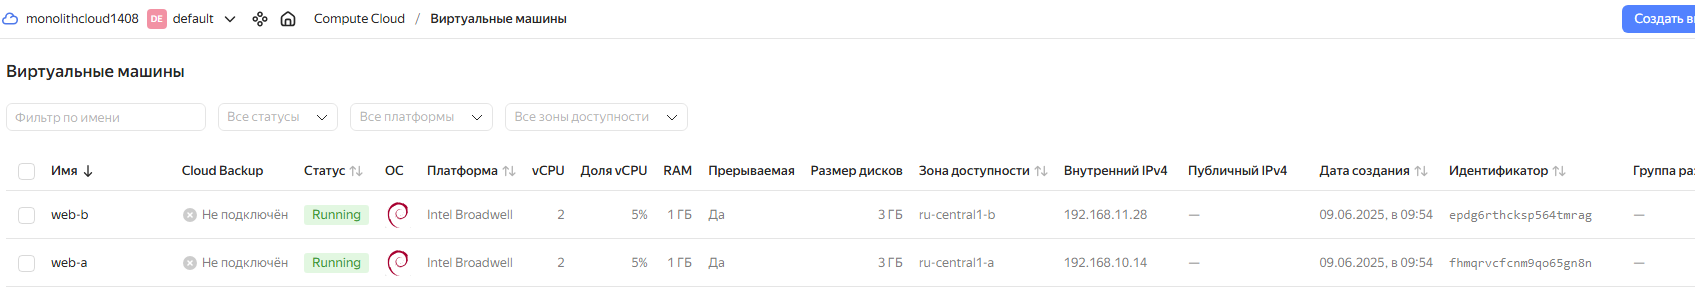 monolithcloud1408 DE default Compute Cloud / Виртуальные машины Создать в
Виртуальные машины
Фильтр по имени Все статусы Все платформы Все зоны доступности
Имя Cloud Backup Статус ОС Платформа vCPU Доля vCPU RAM Прерываемая Размер дисков Зона доступности Внутренний IPv4 Публичный IPv4 Дата создания Идентификатор Группа раз
web-b Не подключён Running Intel Broadwell 2 5% 1 ГБ Да 3 ГБ ru-central1-b 192.168.11.28 — 09.06.2025, в 09:54 epdg6rthcksp564tmrag —
web-a Не подключён Running Intel Broadwell 2 5% 1 ГБ Да 3 ГБ ru-central1-a 192.168.10.14 — 09.06.2025, в 09:54 fhmqrvcfcnm9qo65gn8n —